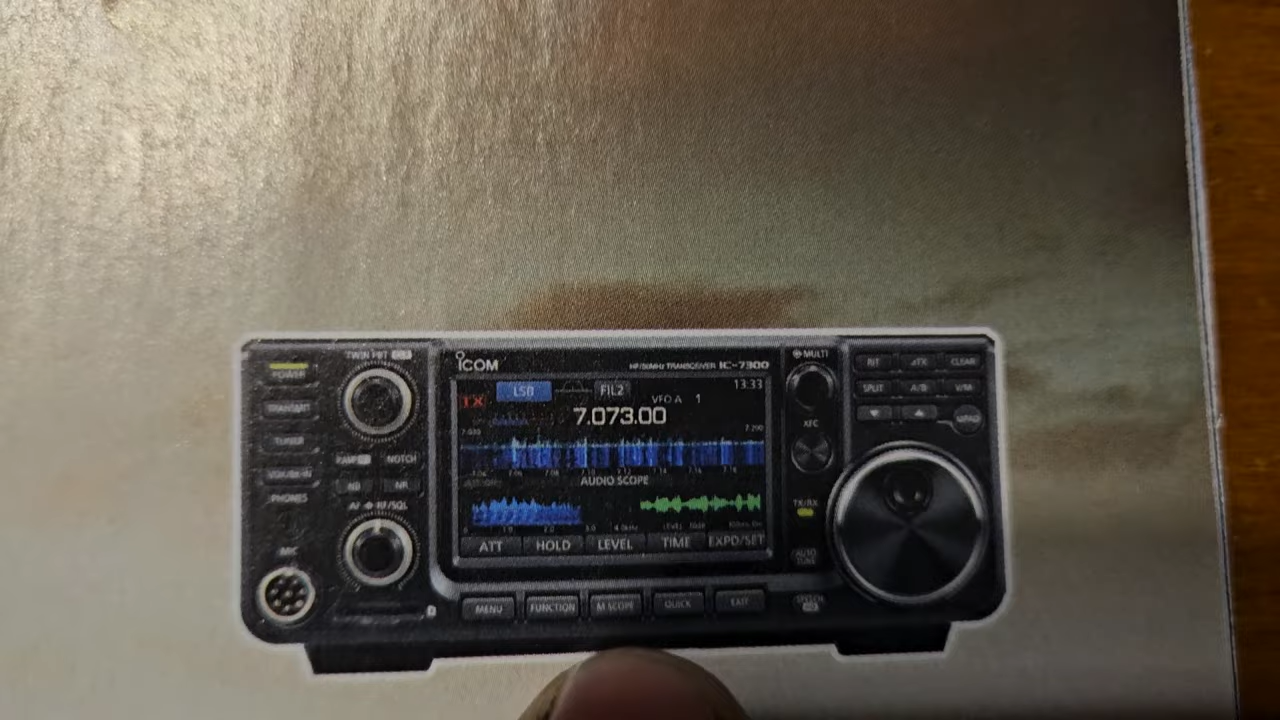 TWIN PBT
ICOM HF/50MHz TRANSCEIVER IC-7300
MULTI
POWER
TRANSMIT
TUNER
PHONES
MIC
NOTCH
NB NR
AF RF/SQL
LSB FIL2 13:33
TX VFO A 1
7.073.00
AUDIO SCOPE
ATT HOLD LEVEL TIME EXPD/SET
MENU FUNCTION M.SCOPE QUICK EXIT
XFC
TX/RX
AUTO TUNE
SPEECH
RIT ⊿TX CLEAR
SPLIT A/B V/M
MPAD